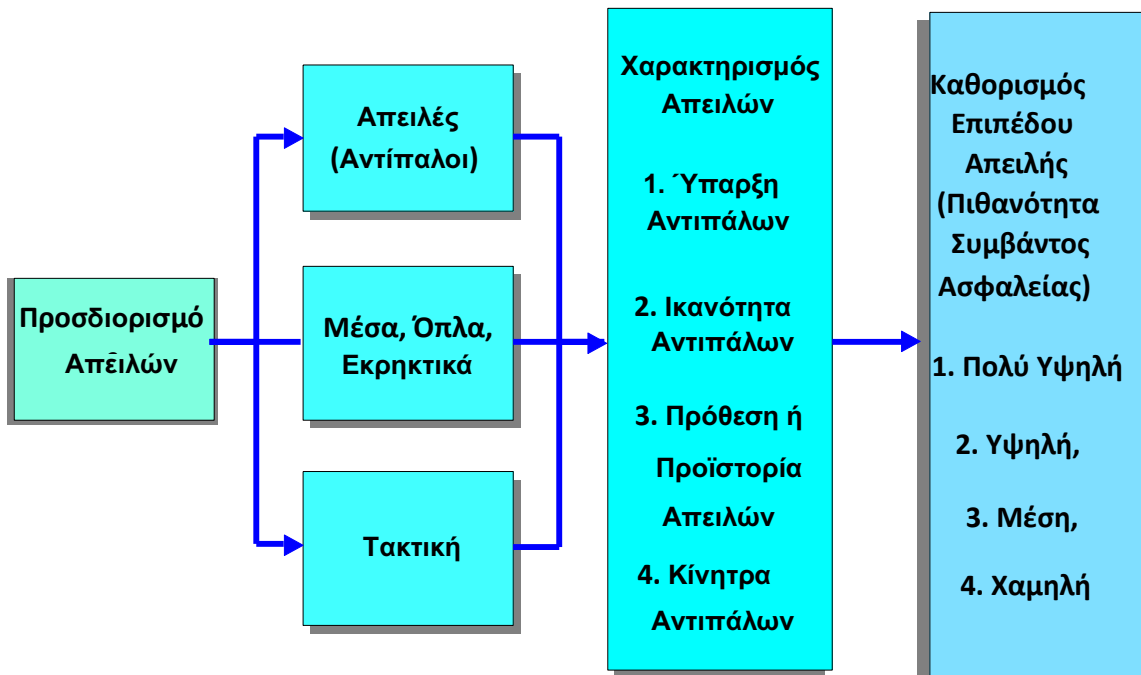 Προσδιορισμό
Απειλών
Απειλές
(Αντίπαλοι)
Μέσα, Όπλα,
Εκρηκτικά
Τακτική
Χαρακτηρισμός
Απειλών
1. Ύπαρξη
Αντιπάλων
2. Ικανότητα
Αντιπάλων
3. Πρόθεση ή
Προϊστορία
Απειλών
4. Κίνητρα
Αντιπάλων
Καθορισμός
Επιπέδου
Απειλής
(Πιθανότητα
Συμβάντος
Ασφαλείας)
1. Πολύ Υψηλή
2. Υψηλή,
3. Μέση,
4. Χαμηλή